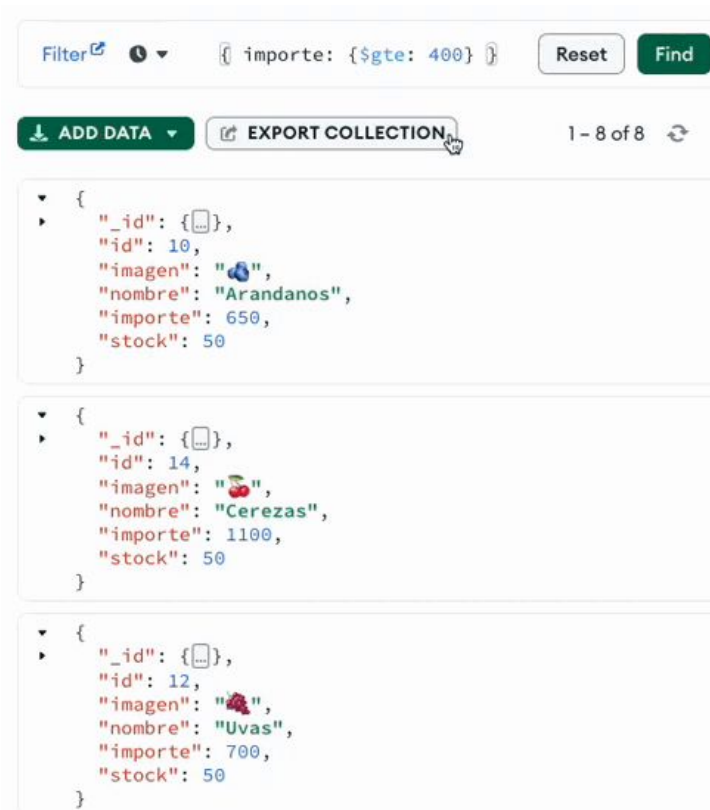 Filter { importe: {$gte: 400} } Reset Find
ADD DATA EXPORT COLLECTION 1 – 8 of 8
{
"_id": {…},
"id": 10,
"imagen": "🫐",
"nombre": "Arandanos",
"importe": 650,
"stock": 50
}
{
"_id": {…},
"id": 14,
"imagen": "🍒",
"nombre": "Cerezas",
"importe": 1100,
"stock": 50
}
{
"_id": {…},
"id": 12,
"imagen": "🍇",
"nombre": "Uvas",
"importe": 700,
"stock": 50
}